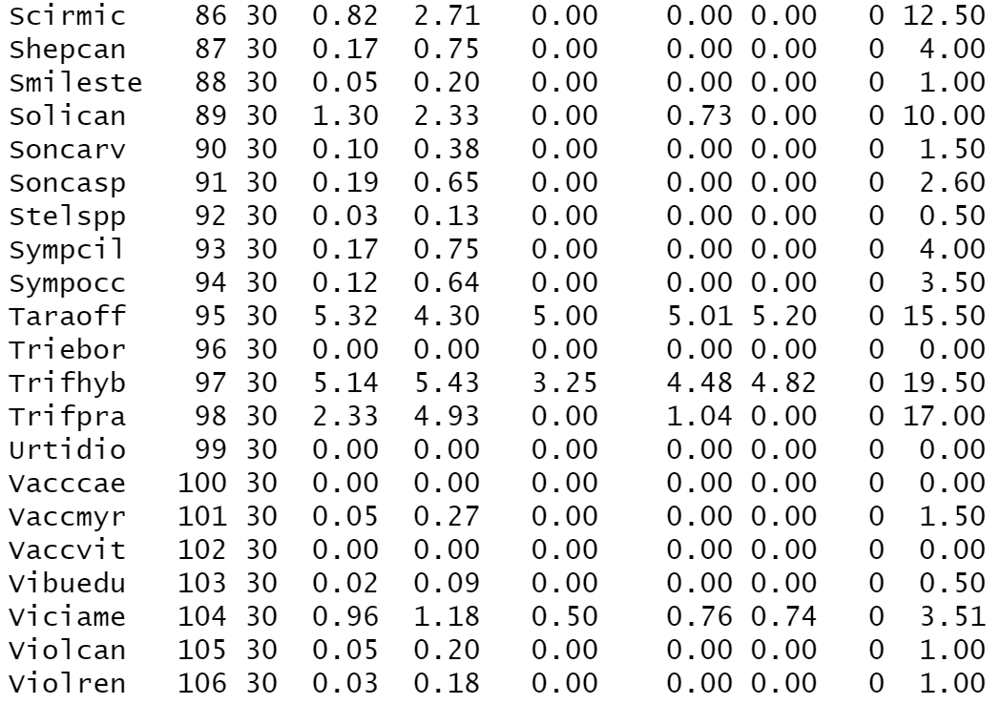 Scirmic 86 30 0.82 2.71 0.00 0.00 0.00 0 12.50
Shepcan 87 30 0.17 0.75 0.00 0.00 0.00 0 4.00
Smileste 88 30 0.05 0.20 0.00 0.00 0.00 0 1.00
Solican 89 30 1.30 2.33 0.00 0.73 0.00 0 10.00
Soncarv 90 30 0.10 0.38 0.00 0.00 0.00 0 1.50
Soncasp 91 30 0.19 0.65 0.00 0.00 0.00 0 2.60
Stelspp 92 30 0.03 0.13 0.00 0.00 0.00 0 0.50
Sympcil 93 30 0.17 0.75 0.00 0.00 0.00 0 4.00
Sympocc 94 30 0.12 0.64 0.00 0.00 0.00 0 3.50
Taraoff 95 30 5.32 4.30 5.00 5.01 5.20 0 15.50
Triebor 96 30 0.00 0.00 0.00 0.00 0.00 0 0.00
Trifhyb 97 30 5.14 5.43 3.25 4.48 4.82 0 19.50
Trifpra 98 30 2.33 4.93 0.00 1.04 0.00 0 17.00
Urtidio 99 30 0.00 0.00 0.00 0.00 0.00 0 0.00
Vacccae 100 30 0.00 0.00 0.00 0.00 0.00 0 0.00
Vaccmyr 101 30 0.05 0.27 0.00 0.00 0.00 0 1.50
Vaccvit 102 30 0.00 0.00 0.00 0.00 0.00 0 0.00
Vibuedu 103 30 0.02 0.09 0.00 0.00 0.00 0 0.50
Viciame 104 30 0.96 1.18 0.50 0.76 0.74 0 3.51
Violcan 105 30 0.05 0.20 0.00 0.00 0.00 0 1.00
Violren 106 30 0.03 0.18 0.00 0.00 0.00 0 1.00